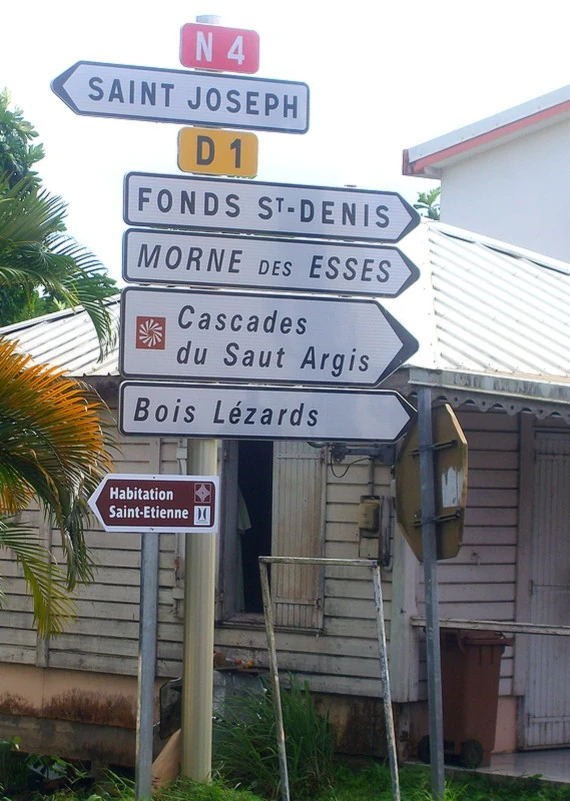 N 4
SAINT JOSEPH
D 1
FONDS ST-DENIS
MORNE DES ESSES
Cascades
du Saut Argis
Bois Lézards
Habitation
Saint-Etienne